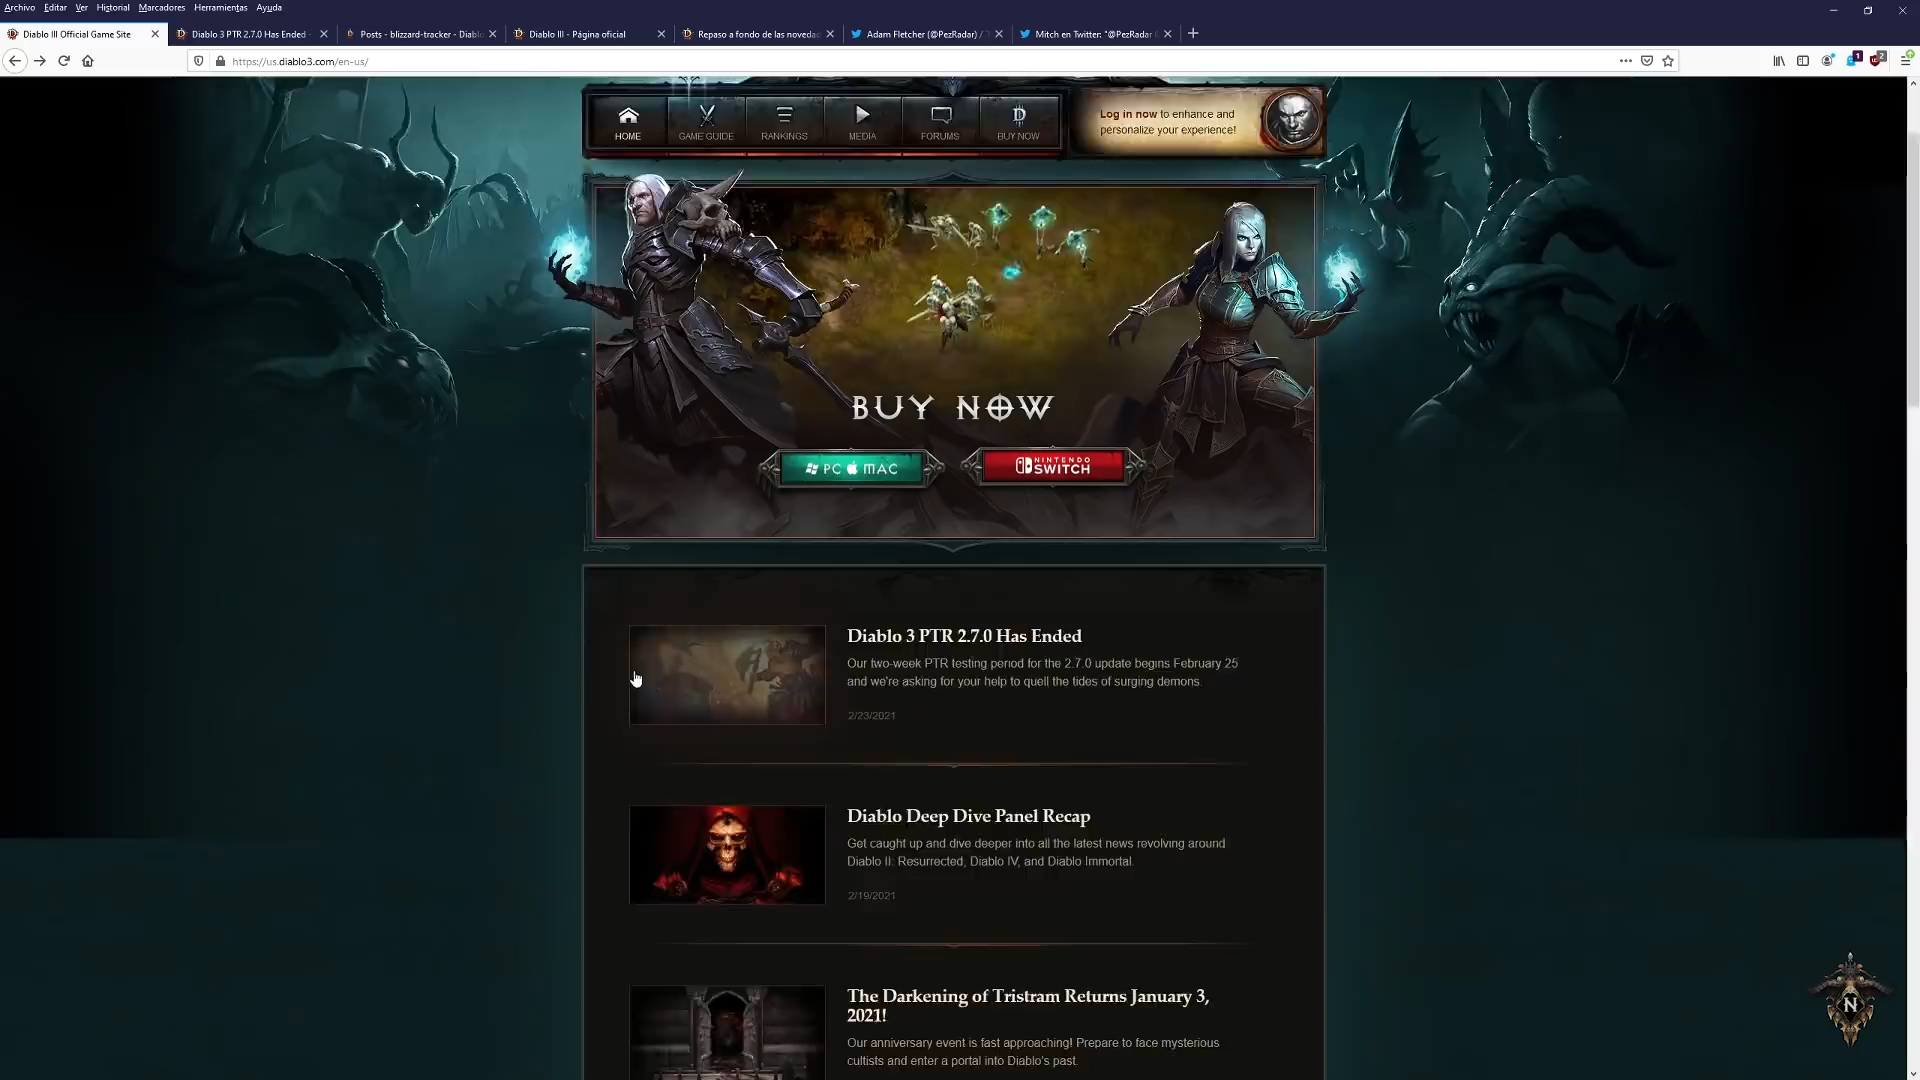 Archivo Editar Ver Historial Marcadores Herramientas Ayuda
Diablo III Official Game Site
Diablo 3 PTR 2.7.0 Has Ended -
Posts - blizzard-tracker - Diablo
Diablo III - Página oficial
Repaso a fondo de las novedad
Adam Fletcher (@PezRadar) / T
Mitch en Twitter: "@PezRadar
https://us.diablo3.com/en-us/
1
2
HOME
GAME GUIDE
RANKINGS
MEDIA
FORUMS
BUY NOW
Log in now to enhance and
personalize your experience!
BUY NOW
PC MAC
NINTENDO
SWITCH
Diablo 3 PTR 2.7.0 Has Ended
Our two-week PTR testing period for the 2.7.0 update begins February 25
and we're asking for your help to quell the tides of surging demons.
2/23/2021
Diablo Deep Dive Panel Recap
Get caught up and dive deeper into all the latest news revolving around
Diablo II: Resurrected, Diablo IV, and Diablo Immortal.
2/19/2021
The Darkening of Tristram Returns January 3,
2021!
Our anniversary event is fast approaching! Prepare to face mysterious
cultists and enter a portal into Diablo's past.
N